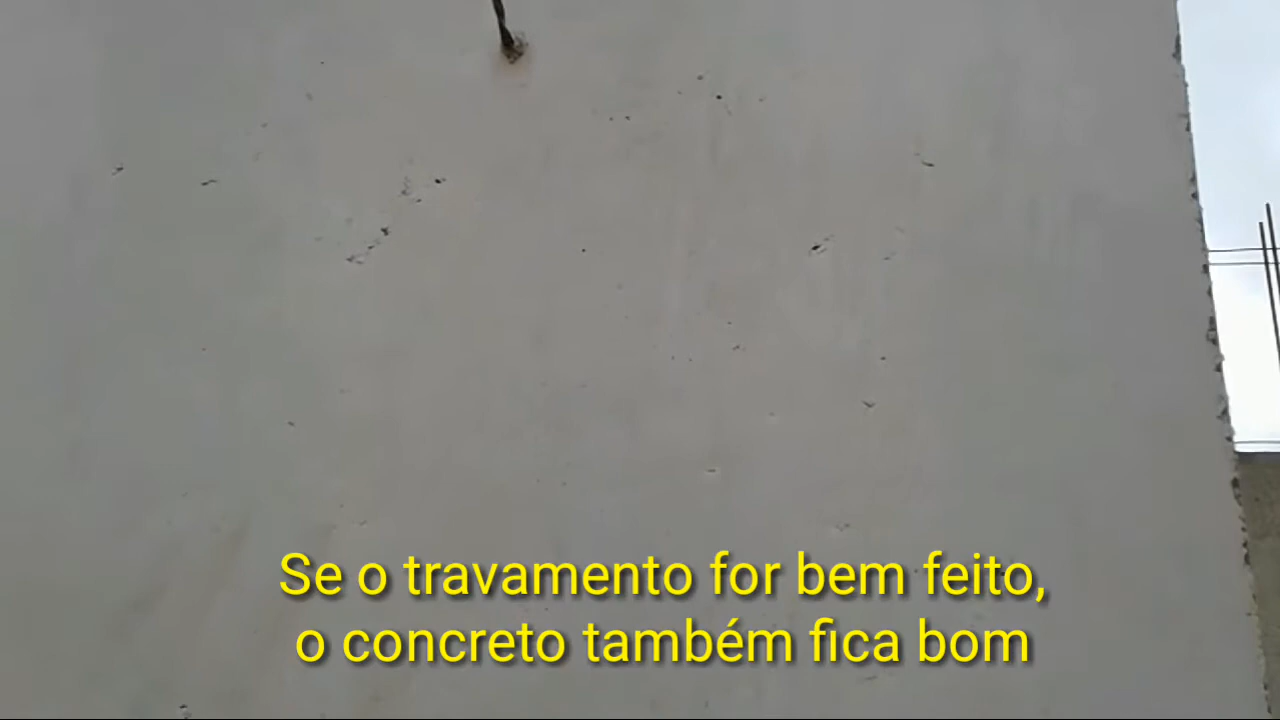 Se o travamento for bem feito,
o concreto também fica bom